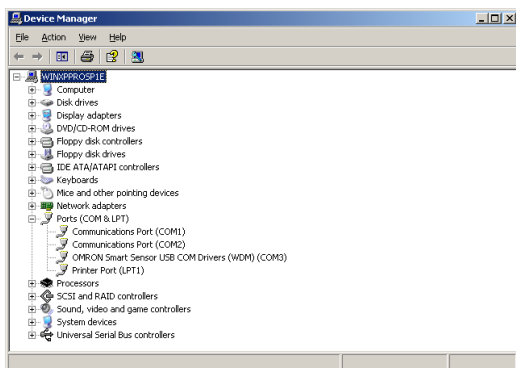 Device Manager
File Action View Help
WINXPPROSP1E
Computer
Disk drives
Display adapters
DVD/CD-ROM drives
Floppy disk controllers
Floppy disk drives
IDE ATA/ATAPI controllers
Keyboards
Mice and other pointing devices
Network adapters
Ports (COM & LPT)
Communications Port (COM1)
Communications Port (COM2)
OMRON Smart Sensor USB COM Drivers (WDM) (COM3)
Printer Port (LPT1)
Processors
SCSI and RAID controllers
Sound, video and game controllers
System devices
Universal Serial Bus controllers